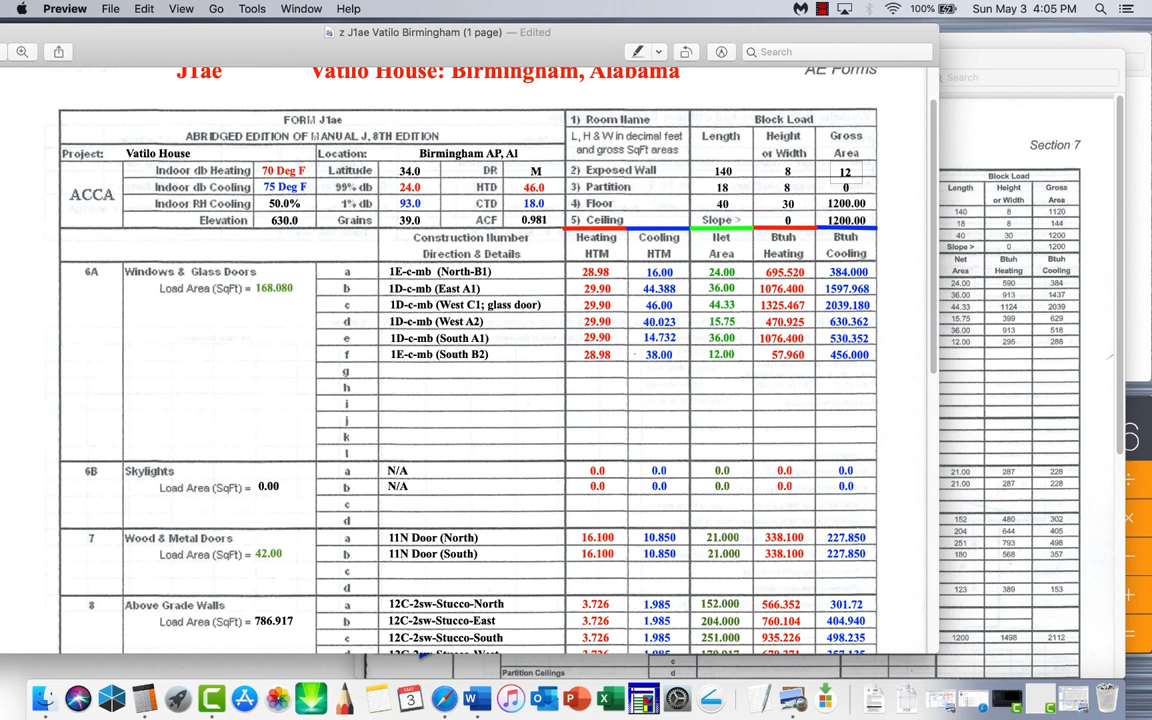 Preview File Edit View Go Tools Window Help 100% Sun May 3 4:05 PM
z J1ae Vatilo Birmingham (1 page) — Edited
Search
Search
J1ae Vatilo House: Birmingham, Alabama AE Forms
Section 7
FORM J1ae
ABRIDGED EDITION OF MANUAL J, 8TH EDITION
1) Room Name Block Load
L, H & W in decimal feet and gross SqFt areas Length Height or Width Gross Area
Project: Vatilo House Location: Birmingham AP, Al
ACCA
Indoor db Heating 70 Deg F Latitude 34.0 DR M 2) Exposed Wall 140 8 12
Indoor db Cooling 75 Deg F 99% db 24.0 HTD 46.0 3) Partition 18 8 0
Indoor RH Cooling 50.0% 1% db 93.0 CTD 18.0 4) Floor 40 30 1200.00
Elevation 630.0 Grains 39.0 ACF 0.981 5) Ceiling Slope > 0 1200.00
Construction Number Direction & Details Heating HTM Cooling HTM Net Area Btuh Heating Btuh Cooling
6A Windows & Glass Doors a 1E-c-mb (North-B1) 28.98 16.00 24.00 695.520 384.000
Load Area (SqFt) = 168.080 b 1D-c-mb (East A1) 29.90 44.388 36.00 1076.400 1597.968
c 1D-c-mb (West C1; glass door) 29.90 46.00 44.33 1325.467 2039.180
d 1D-c-mb (West A2) 29.90 40.023 15.75 470.925 630.362
e 1D-c-mb (South A1) 29.90 14.732 36.00 1076.400 530.352
f 1E-c-mb (South B2) 28.98 38.00 12.00 57.960 456.000
g
h
i
j
k
l
6B Skylights a N/A 0.0 0.0 0.0 0.0 0.0
Load Area (SqFt) = 0.00 b N/A 0.0 0.0 0.0 0.0 0.0
c
d
7 Wood & Metal Doors a 11N Door (North) 16.100 10.850 21.000 338.100 227.850
Load Area (SqFt) = 42.00 b 11N Door (South) 16.100 10.850 21.000 338.100 227.850
c
d
8 Above Grade Walls a 12C-2sw-Stucco-North 3.726 1.985 152.000 566.352 301.72
Load Area (SqFt) = 786.917 b 12C-2sw-Stucco-East 3.726 1.985 204.000 760.104 404.940
c 12C-2sw-Stucco-South 3.726 1.985 251.000 935.226 498.235
Block Load
Length Height or Width Gross Area
140 8 1120
18 8 144
40 30 1200
Slope > 0 1200
Net Area Btuh Heating Btuh Cooling
24.00 590 384
36.00 913 1437
44.33 1124 2039
15.75 399 629
36.00 913 518
12.00 295 288
21.00 287 228
21.00 287 228
152 480 302
204 644 405
251 793 498
180 568 357
123 389 153
1200 1498 2112
6
÷
×
−
+
=
Partition Ceilings c
d
MAY 3